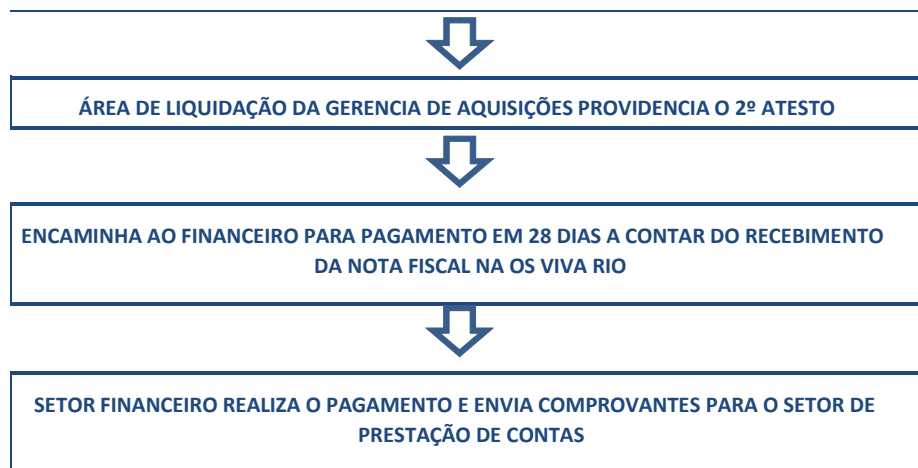 ÁREA DE LIQUIDAÇÃO DA GERENCIA DE AQUISIÇÕES PROVIDENCIA O 2º ATESTO
ENCAMINHA AO FINANCEIRO PARA PAGAMENTO EM 28 DIAS A CONTAR DO RECEBIMENTO
DA NOTA FISCAL NA OS VIVA RIO
SETOR FINANCEIRO REALIZA O PAGAMENTO E ENVIA COMPROVANTES PARA O SETOR DE
PRESTAÇÃO DE CONTAS